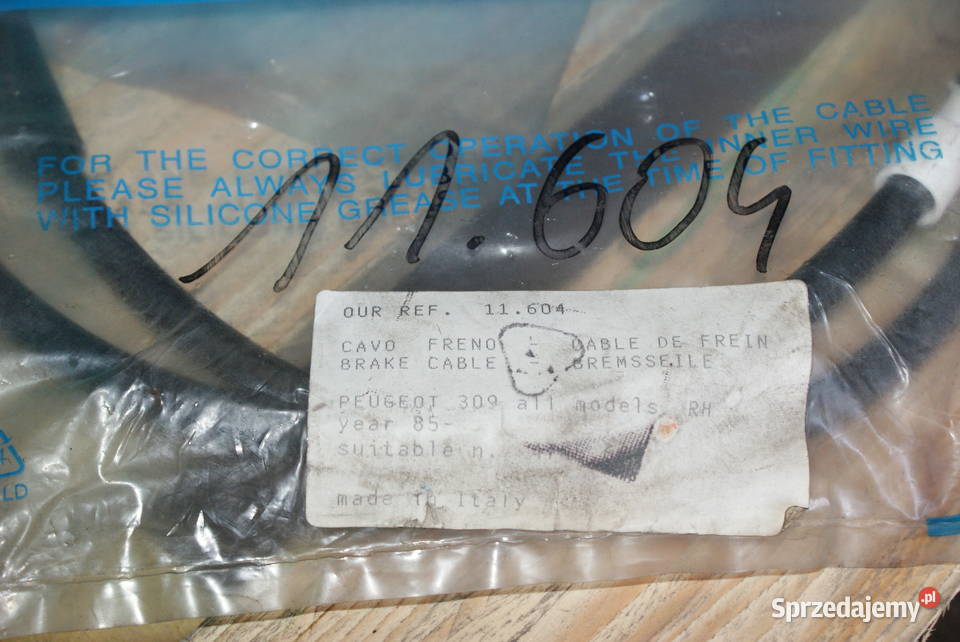 FOR THE CORRECT OPERATION OF THE CABLE
PLEASE ALWAYS LUBRICATE THE INNER WIRE
WITH SILICONE GREASE AT THE TIME OF FITTING
11.604
OUR REF. 11.604
CAVO FRENO - CABLE DE FREIN
BRAKE CABLE - BREMSSEILE
PEUGEOT 309 all models RH
year 85-
suitable n.
made in Italy
LD
Sprzedajemy.pl